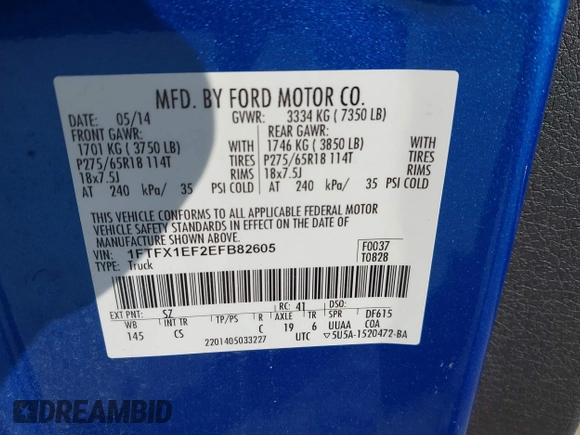 MFD. BY FORD MOTOR CO.
DATE: 05/14 GVWR: 3334 KG ( 7350 LB)
FRONT GAWR: REAR GAWR:
1701 KG ( 3750 LB) WITH 1746 KG ( 3850 LB) WITH
P275/65R18 114T TIRES P275/65R18 114T TIRES
18x7.5J RIMS 18x7.5J RIMS
AT 240 kPa/ 35 PSI COLD AT 240 kPa/ 35 PSI COLD
THIS VEHICLE CONFORMS TO ALL APPLICABLE FEDERAL MOTOR
VEHICLE SAFETY STANDARDS IN EFFECT ON THE DATE OF
MANUFACTURE SHOWN ABOVE.
VIN: 1FTFX1EF2EFB82605 F0037
TYPE: Truck T0828
EXT PNT: SZ RC: 41 DSO:
WB INT TR TP/PS R AXLE TR SPR DF615
145 CS C 19 6 UUAA COA
2201405033227 UTC ▽5U5A-1520472-BA
DREAMBID